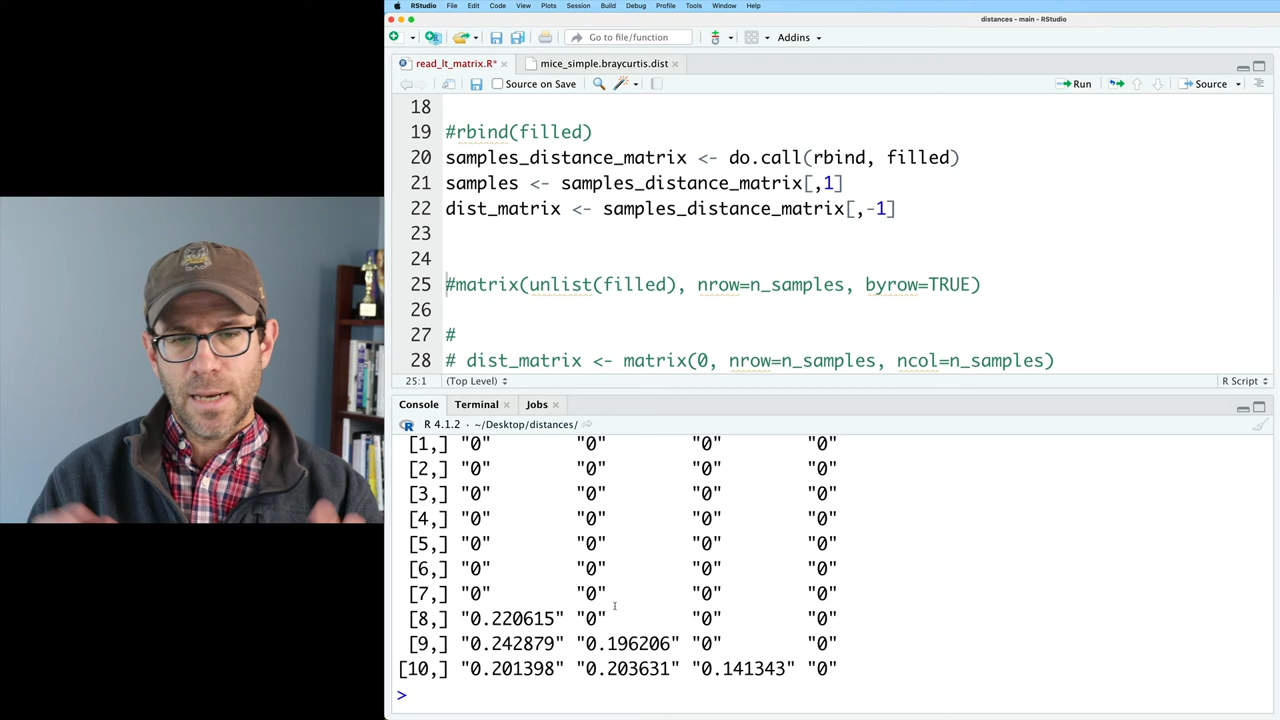 RStudio File Edit Code View Plots Session Build Debug Profile Tools Window Help
distances - main - RStudio
Go to file/function Addins
read_lt_matrix.R* mice_simple.braycurtis.dist
Source on Save Run Source
18
19 #rbind(filled)
20 samples_distance_matrix <- do.call(rbind, filled)
21 samples <- samples_distance_matrix[,1]
22 dist_matrix <- samples_distance_matrix[,-1]
23
24
25 #matrix(unlist(filled), nrow=n_samples, byrow=TRUE)
26
27 #
28 # dist_matrix <- matrix(0, nrow=n_samples, ncol=n_samples)
25:1 (Top Level) R Script
Console Terminal Jobs
R 4.1.2 · ~/Desktop/distances/
[1,] "0" "0" "0" "0"
[2,] "0" "0" "0" "0"
[3,] "0" "0" "0" "0"
[4,] "0" "0" "0" "0"
[5,] "0" "0" "0" "0"
[6,] "0" "0" "0" "0"
[7,] "0" "0" "0" "0"
[8,] "0.220615" "0" "0" "0"
[9,] "0.242879" "0.196206" "0" "0"
[10,] "0.201398" "0.203631" "0.141343" "0"
>